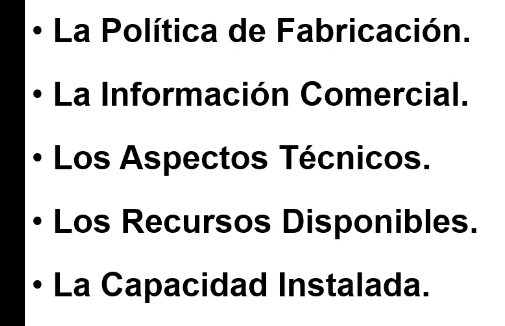 • La Política de Fabricación.
• La Información Comercial.
• Los Aspectos Técnicos.
• Los Recursos Disponibles.
• La Capacidad Instalada.